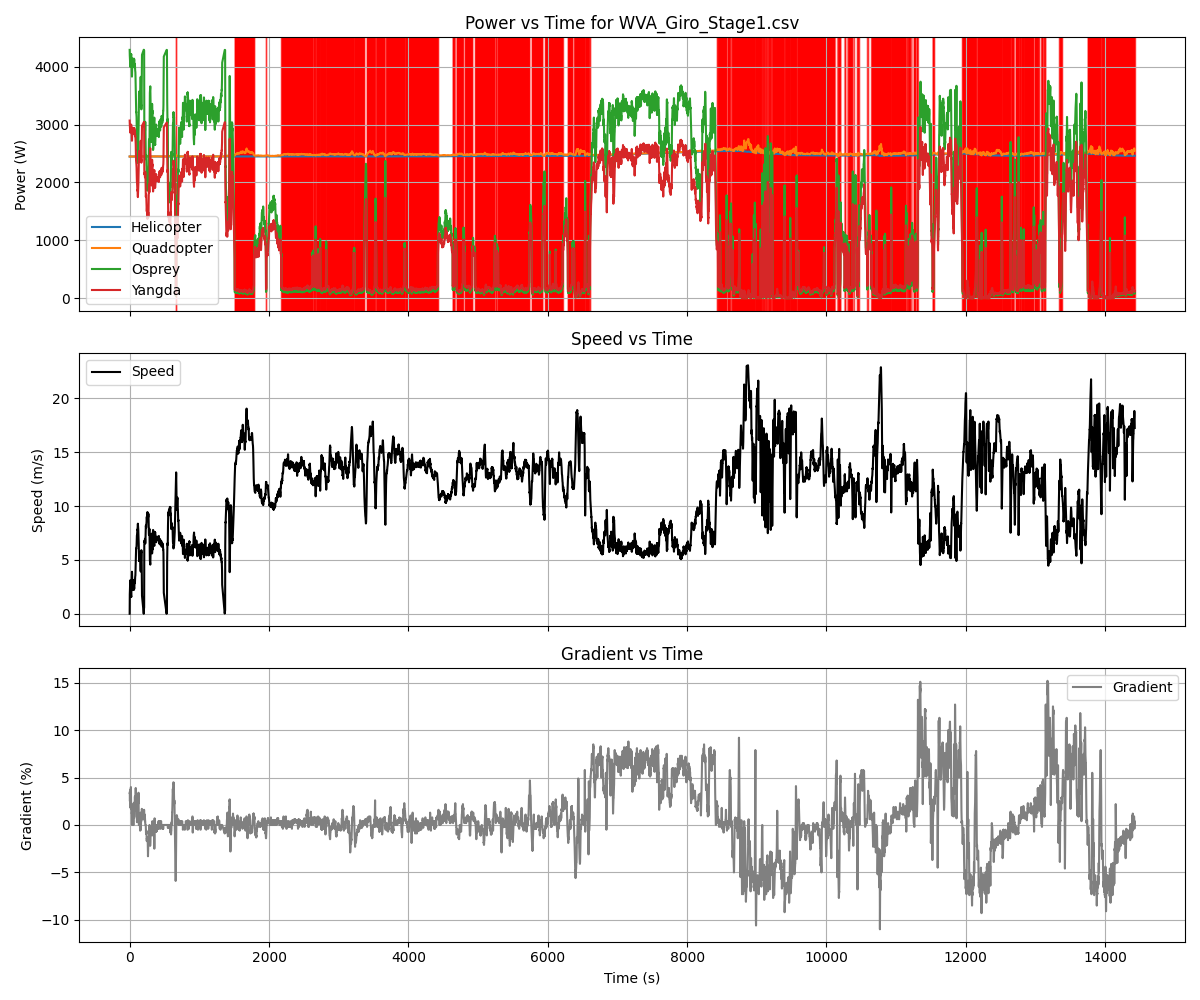 Power vs Time for WVA_Giro_Stage1.csv
Power (W)
4000
3000
2000
1000
0
Helicopter
Quadcopter
Osprey
Yangda
Speed vs Time
Speed (m/s)
20
15
10
5
0
Speed
Gradient vs Time
Gradient (%)
15
10
5
0
−5
−10
Gradient
0 2000 4000 6000 8000 10000 12000 14000
Time (s)